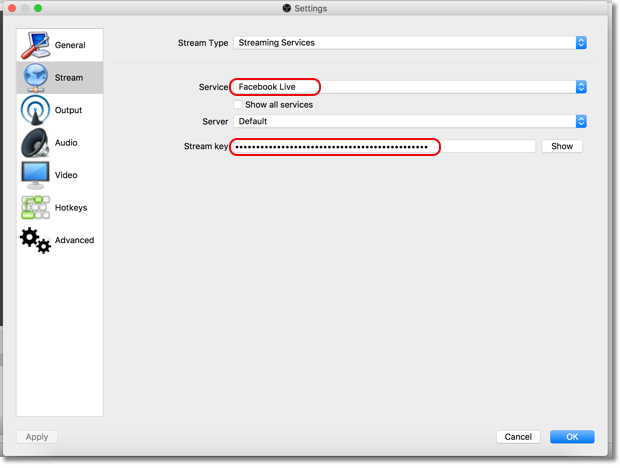 Settings
General
Stream
Output
Audio
Video
Hotkeys
Advanced
Stream Type Streaming Services
Service Facebook Live
Show all services
Server Default
Stream key •••••••••••••••••••••••••••••••••••••••••••••• Show
Apply Cancel OK